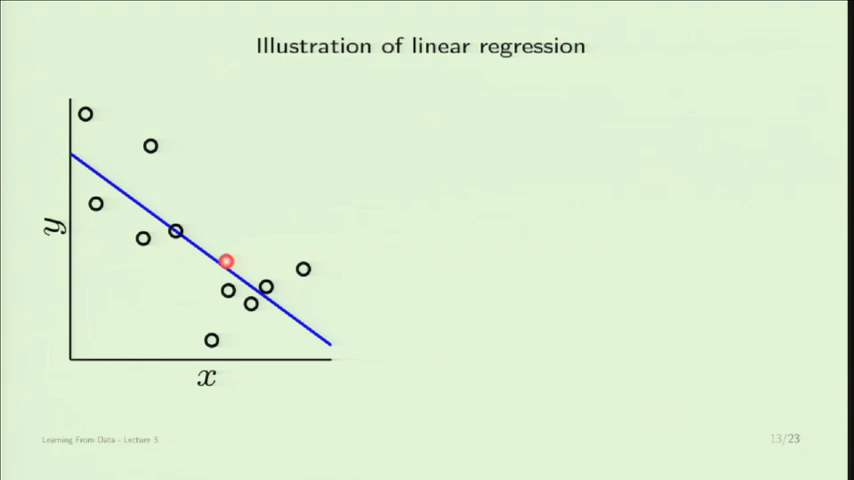 Illustration of linear regression
y
x
Learning From Data - Lecture 3
13/23